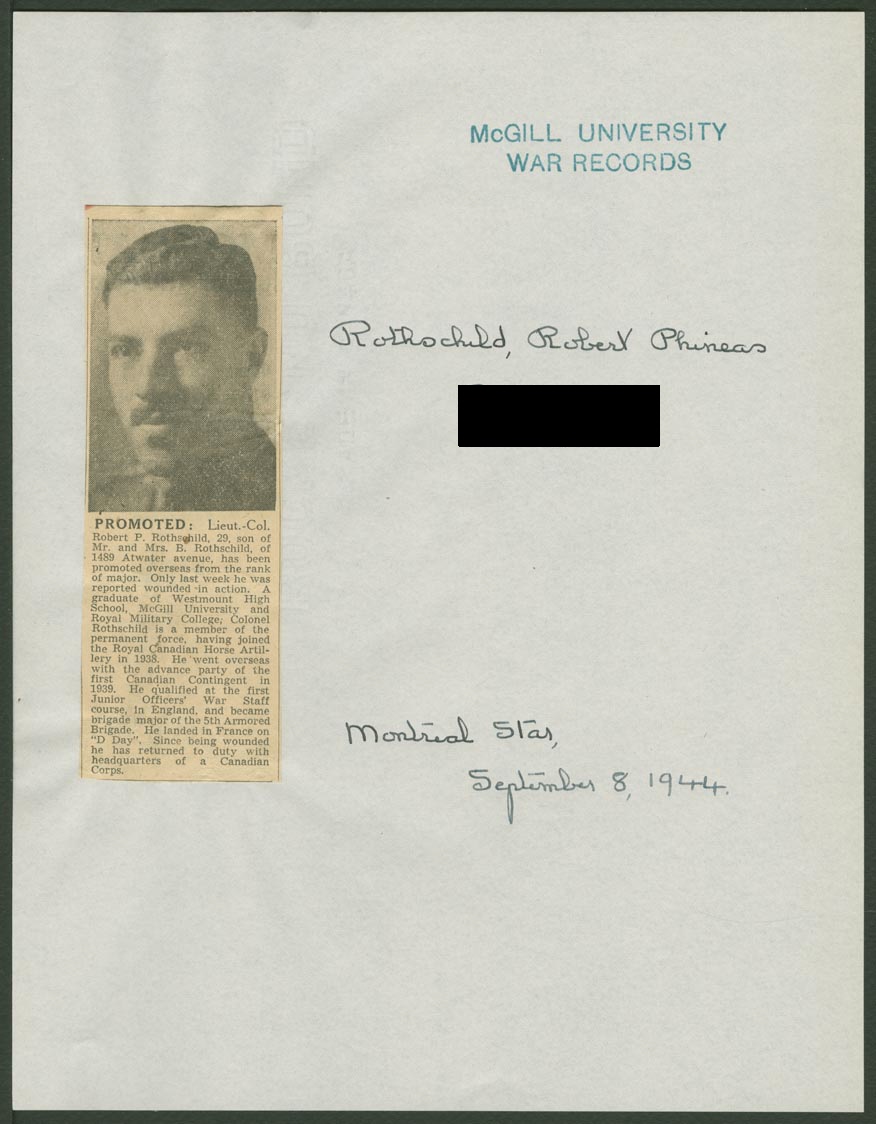 McGILL UNIVERSITY
WAR RECORDS
Rothschild, Robert Phineas
PROMOTED: Lieut.-Col.
Robert P. Rothschild, 29, son of
Mr. and Mrs. B. Rothschild, of
1489 Atwater avenue, has been
promoted overseas from the rank
of major. Only last week he was
reported wounded in action. A
graduate of Westmount High
School, McGill University and
Royal Military College, Colonel
Rothschild is a member of the
permanent force, having joined
the Royal Canadian Horse Artil-
lery in 1938. He went overseas
with the advance party of the
first Canadian Contingent in
1939. He qualified at the first
Junior Officers' War Staff
course, in England, and became
brigade major of the 5th Armored
Brigade. He landed in France on
"D Day". Since being wounded
he has returned to duty with
headquarters of a Canadian
Corps.
Montreal Star,
September 8, 1944.